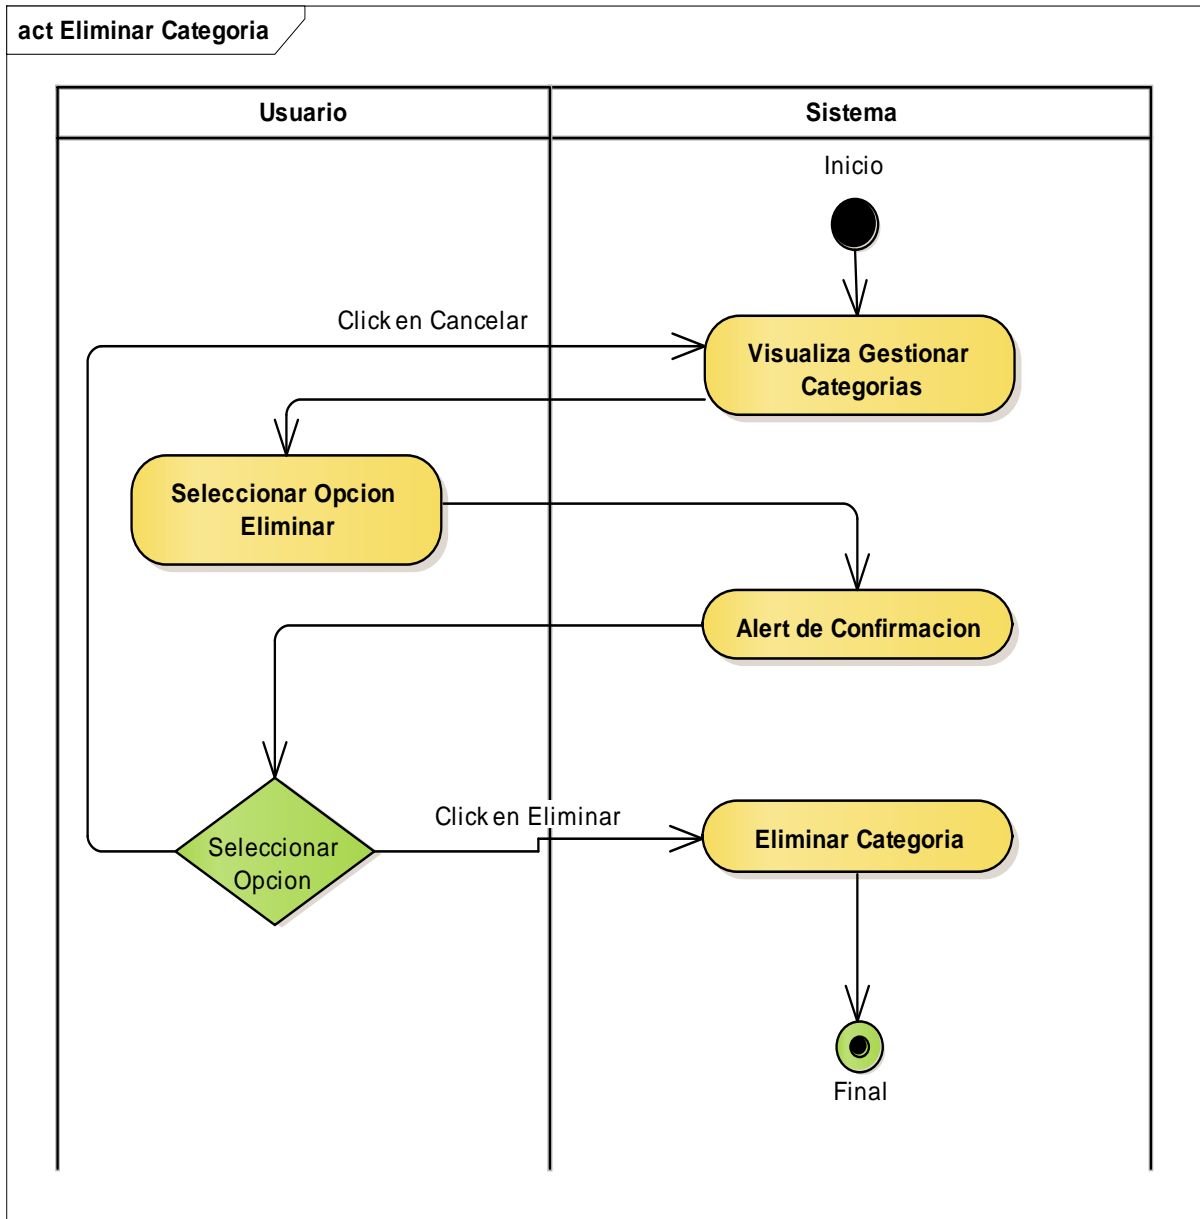 act Eliminar Categoria
Usuario
Sistema
Inicio
Click en Cancelar
Visualiza Gestionar
Categorias
Seleccionar Opcion
Eliminar
Alert de Confirmacion
Click en Eliminar
Seleccionar
Opcion
Eliminar Categoria
Final